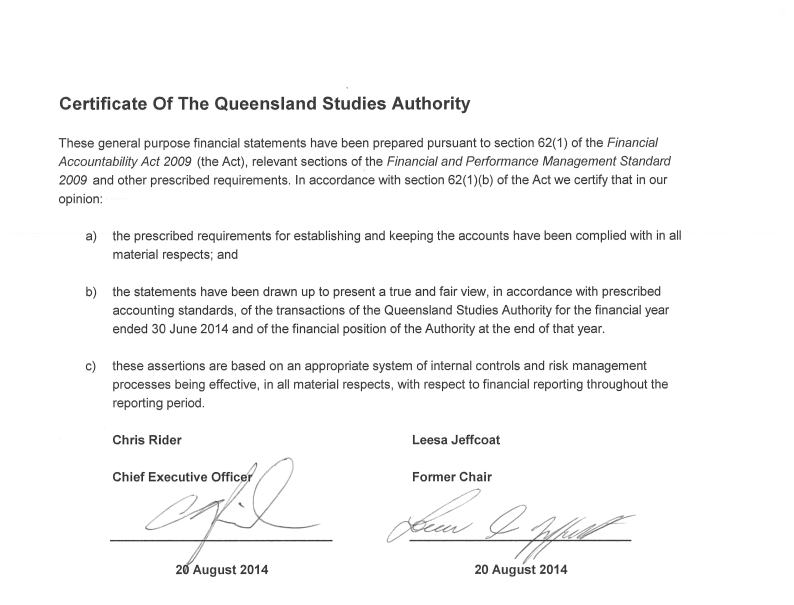 Certificate Of The Queensland Studies Authority
These general purpose financial statements have been prepared pursuant to section 62(1) of the Financial
Accountability Act 2009 (the Act), relevant sections of the Financial and Performance Management Standard
2009 and other prescribed requirements. In accordance with section 62(1)(b) of the Act we certify that in our
opinion:
a) the prescribed requirements for establishing and keeping the accounts have been complied with in all
material respects; and
b) the statements have been drawn up to present a true and fair view, in accordance with prescribed
accounting standards, of the transactions of the Queensland Studies Authority for the financial year
ended 30 June 2014 and of the financial position of the Authority at the end of that year.
c) these assertions are based on an appropriate system of internal controls and risk management
processes being effective, in all material respects, with respect to financial reporting throughout the
reporting period.
Chris Rider Leesa Jeffcoat
Chief Executive Officer Former Chair
20 August 2014 20 August 2014